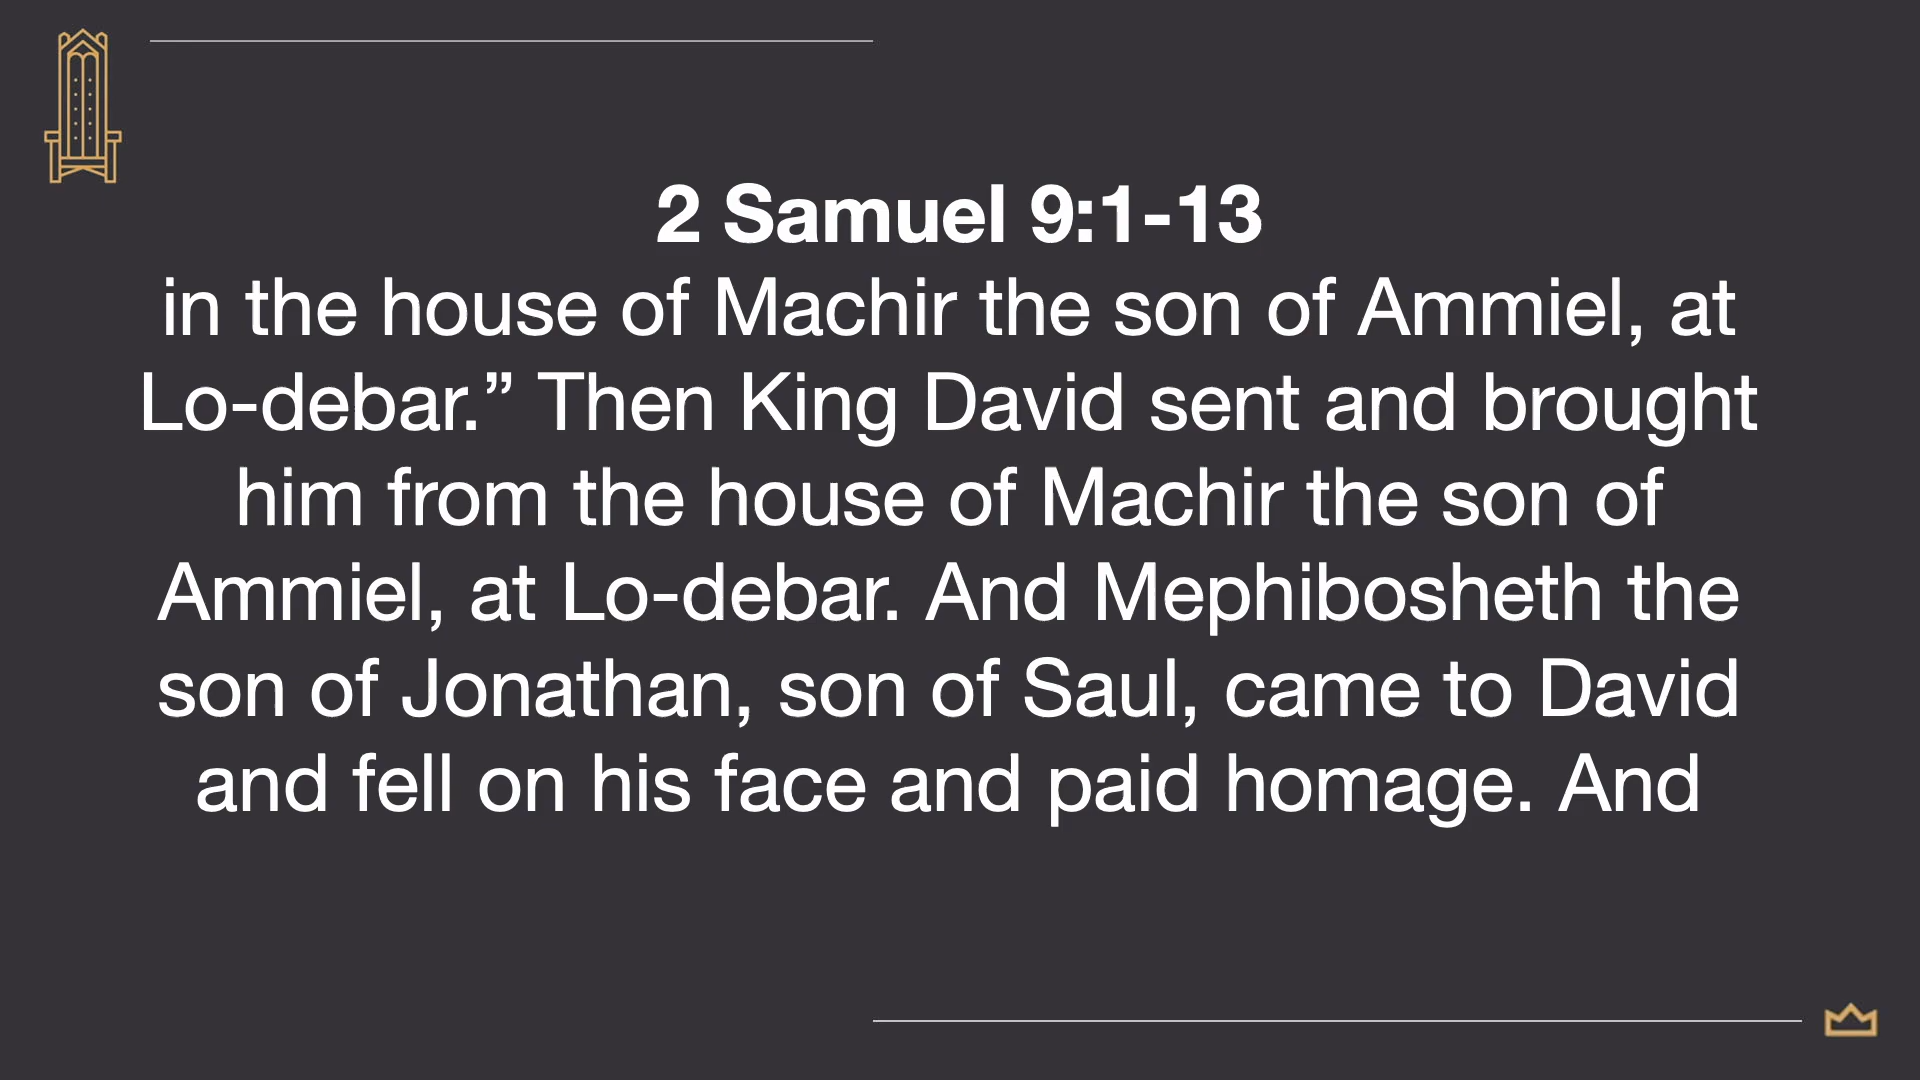 2 Samuel 9:1-13
in the house of Machir the son of Ammiel, at
Lo-debar.” Then King David sent and brought
him from the house of Machir the son of
Ammiel, at Lo-debar. And Mephibosheth the
son of Jonathan, son of Saul, came to David
and fell on his face and paid homage. And